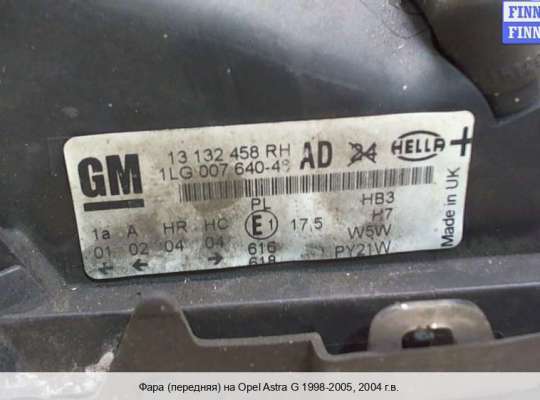 FINN
FINN
GM
13 132 458 RH
1LG 007 640-48
AD
24
HELLA
+
PL
HB3
1a A HR HC E1 17,5 H7
01 02 04 04 616 W5W
← → 618 PY21W
Made in UK
Фара (передняя) на Opel Astra G 1998-2005, 2004 г.в.